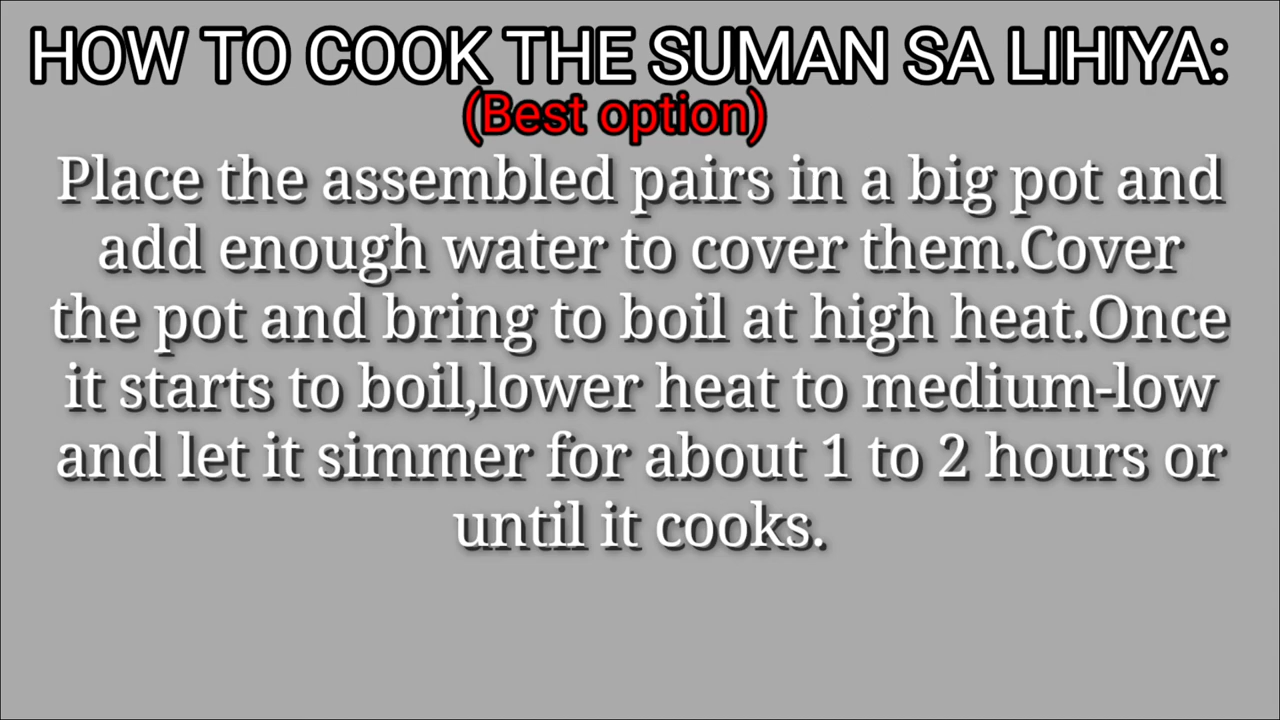 HOW TO COOK THE SUMAN SA LIHIYA:
(Best option)
Place the assembled pairs in a big pot and
add enough water to cover them.Cover
the pot and bring to boil at high heat.Once
it starts to boil,lower heat to medium-low
and let it simmer for about 1 to 2 hours or
until it cooks.